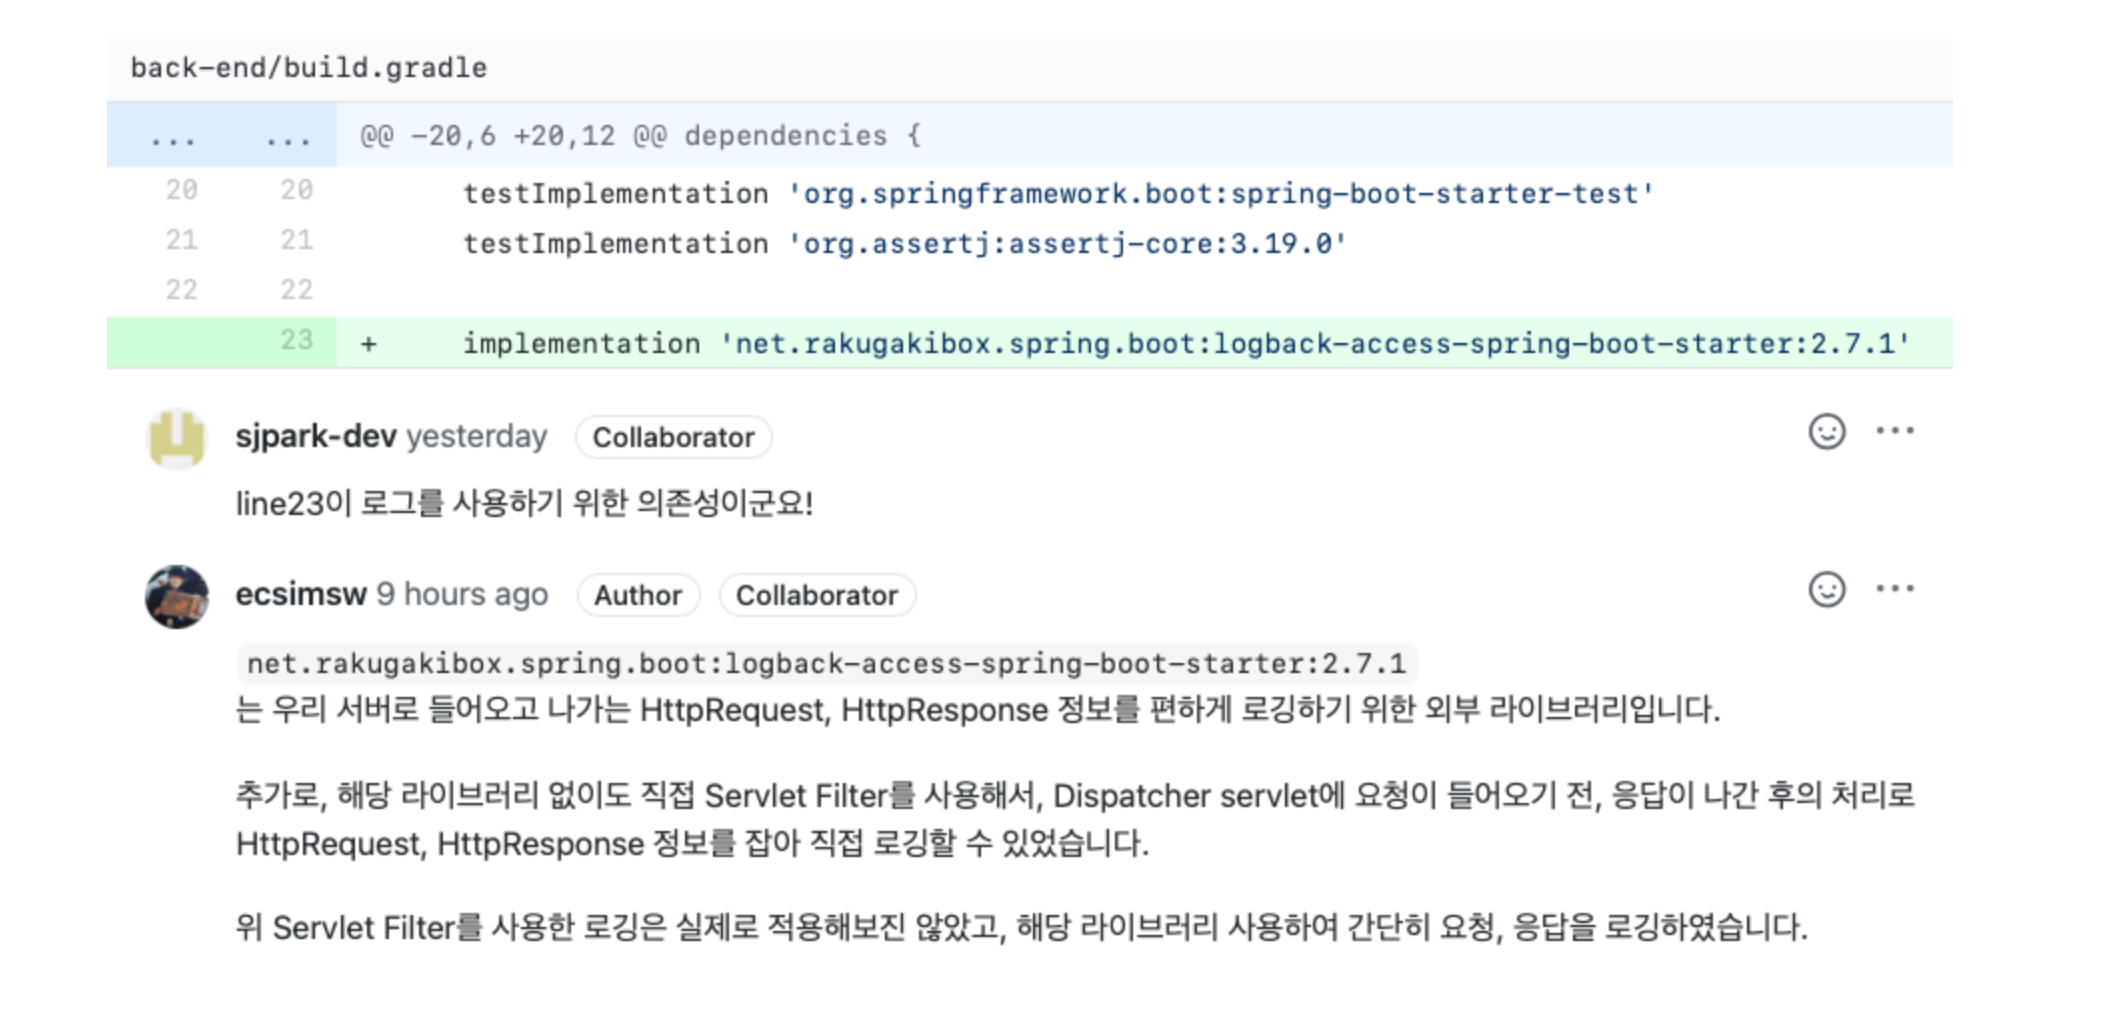 back-end/build.gradle
... ... @@ -20,6 +20,12 @@ dependencies {
20 20 testImplementation 'org.springframework.boot:spring-boot-starter-test'
21 21 testImplementation 'org.assertj:assertj-core:3.19.0'
22 22
23 + implementation 'net.rakugakibox.spring.boot:logback-access-spring-boot-starter:2.7.1'
sjpark-dev yesterday Collaborator
line23이 로그를 사용하기 위한 의존성이군요!
ecsimsw 9 hours ago Author Collaborator
net.rakugakibox.spring.boot:logback-access-spring-boot-starter:2.7.1
는 우리 서버로 들어오고 나가는 HttpRequest, HttpResponse 정보를 편하게 로깅하기 위한 외부 라이브러리입니다.
추가로, 해당 라이브러리 없이도 직접 Servlet Filter를 사용해서, Dispatcher servlet에 요청이 들어오기 전, 응답이 나간 후의 처리로
HttpRequest, HttpResponse 정보를 잡아 직접 로깅할 수 있었습니다.
위 Servlet Filter를 사용한 로깅은 실제로 적용해보진 않았고, 해당 라이브러리 사용하여 간단히 요청, 응답을 로깅하였습니다.